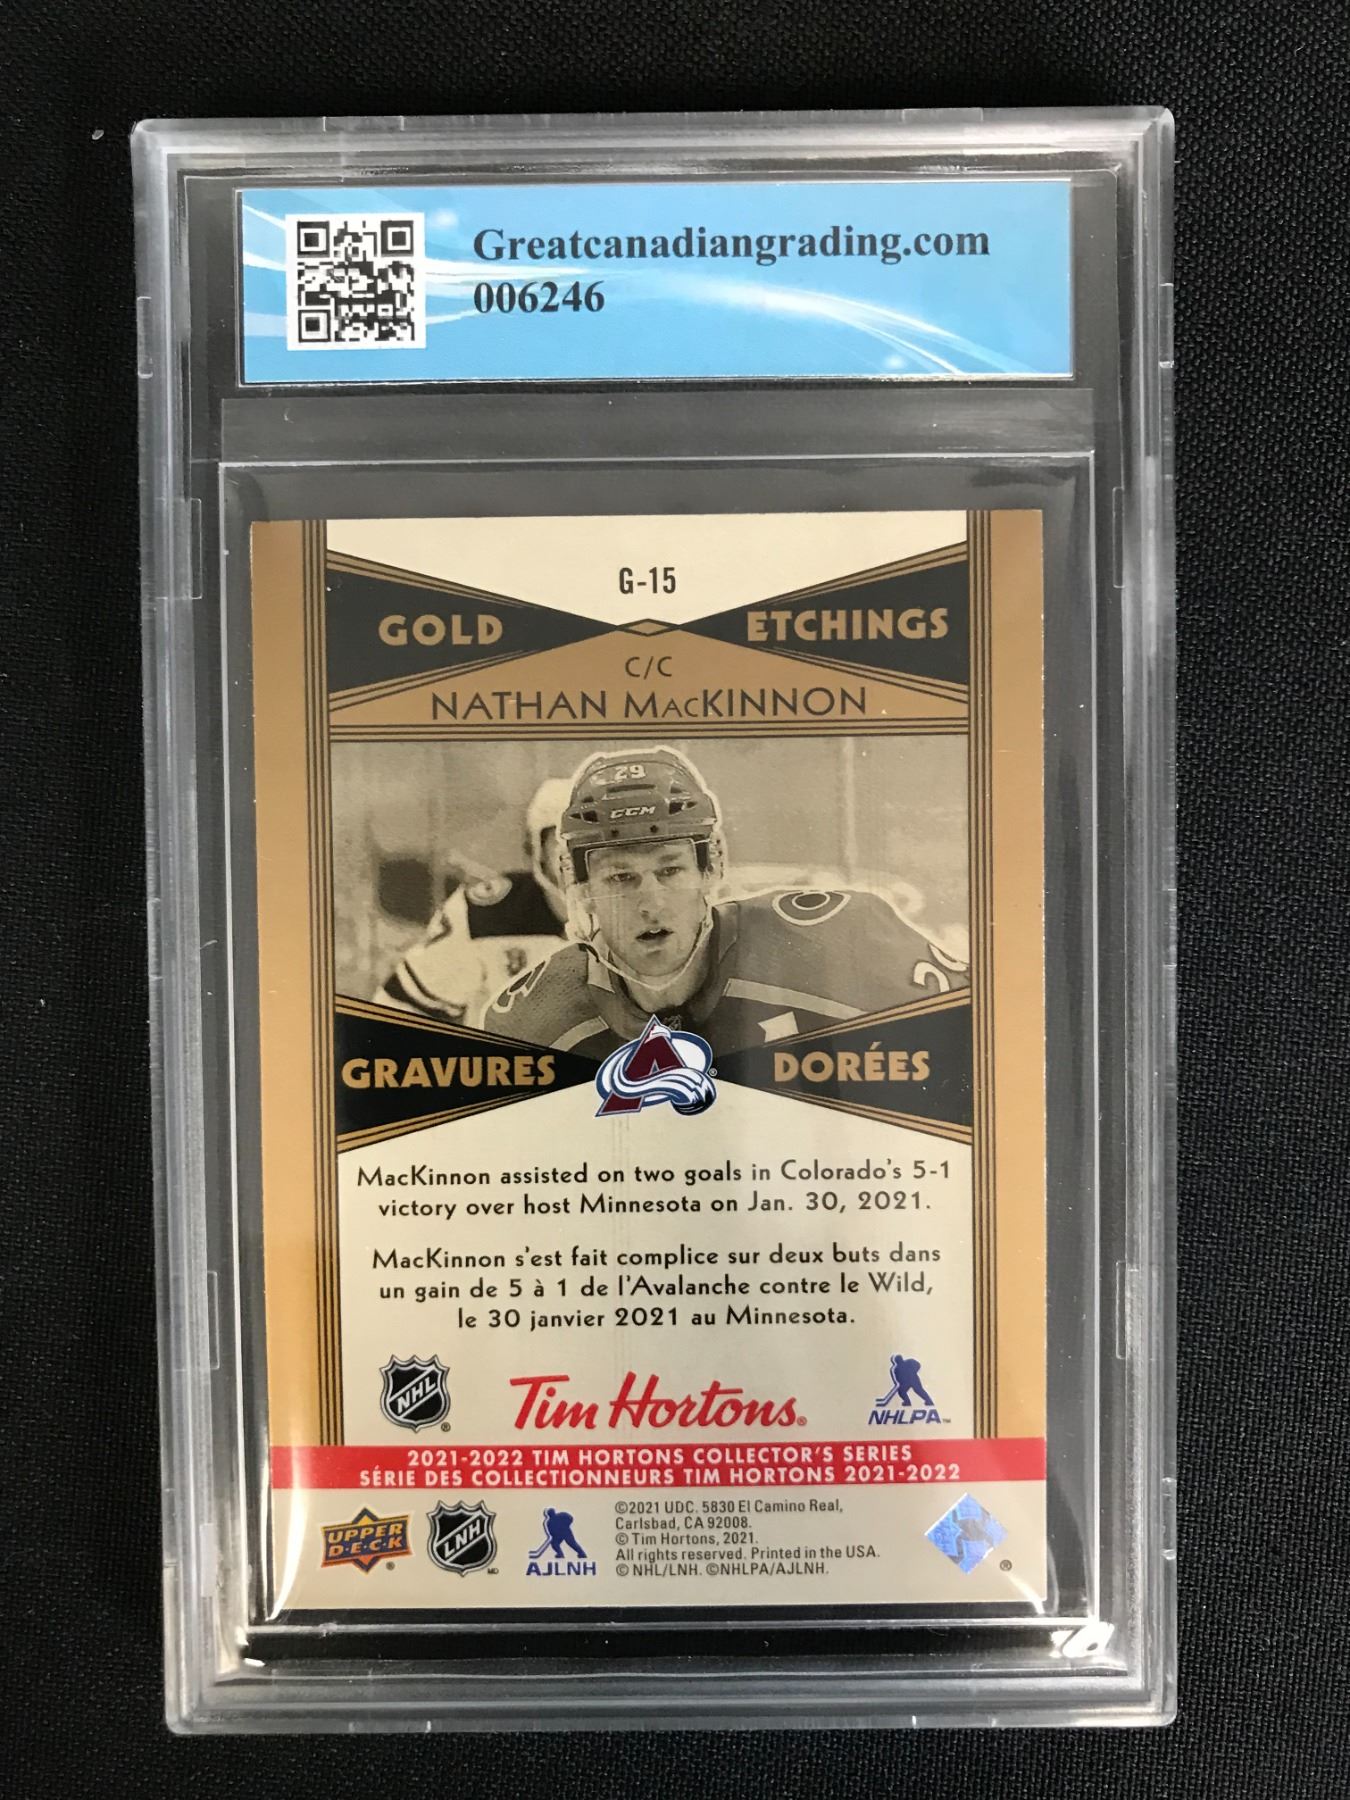 Greatcanadiangrading.com
006246
G-15
GOLD ETCHINGS
C/C
NATHAN MacKINNON
29
CCM
GRAVURES DORÉES
MacKinnon assisted on two goals in Colorado's 5-1
victory over host Minnesota on Jan. 30, 2021.
MacKinnon s'est fait complice sur deux buts dans
un gain de 5 à 1 de l'Avalanche contre le Wild,
le 30 janvier 2021 au Minnesota.
NHL ® Tim Hortons® NHLPA™
2021-2022 TIM HORTONS COLLECTOR'S SERIES
SÉRIE DES COLLECTIONNEURS TIM HORTONS 2021-2022
UPPER
D·E·C·K ®
LNH MD
AJLNH
©2021 UDC. 5830 El Camino Real,
Carlsbad, CA 92008.
© Tim Hortons, 2021.
All rights reserved. Printed in the USA.
© NHL/LNH. ©NHLPA/AJLNH.
®